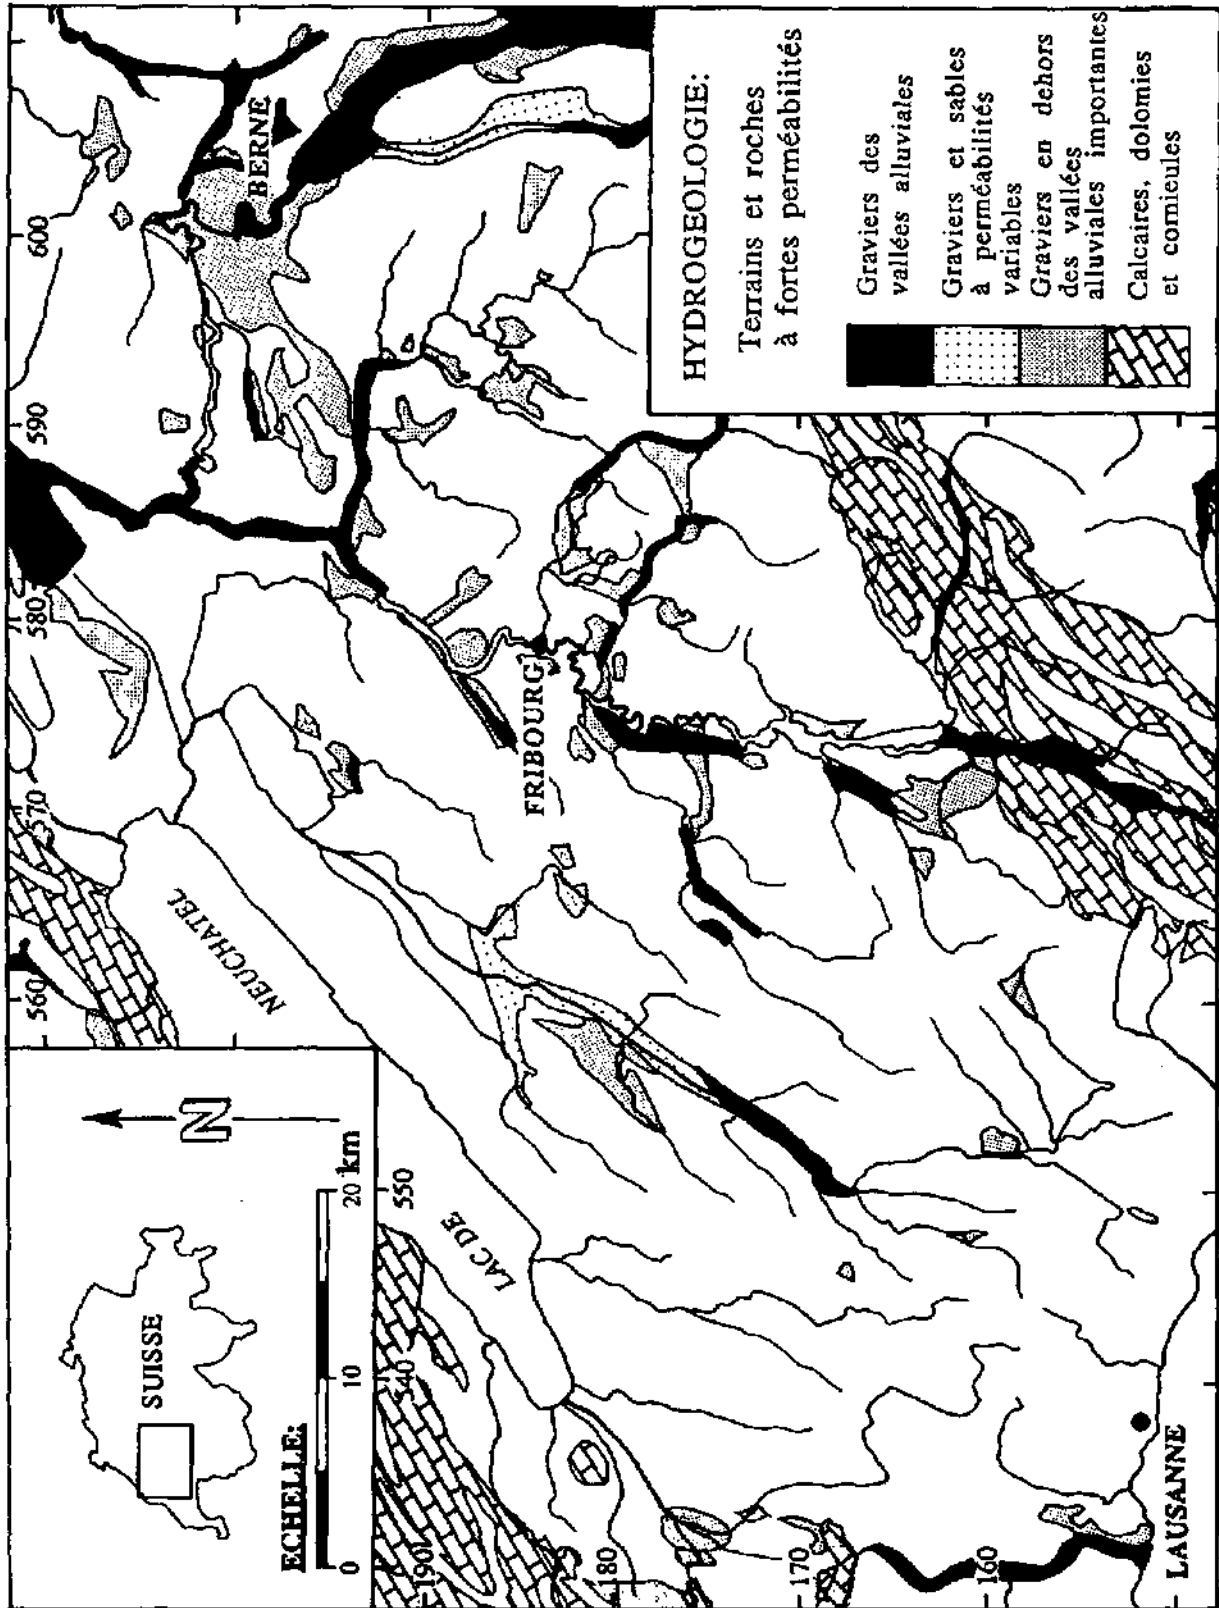 SUISSE
N
ECHELLE:
0
10
20 km
HYDROGEOLOGIE:
Terrains et roches
à fortes perméabilités
Graviers des
vallées alluviales
Graviers et sables
à perméabilités
variables
Graviers en dehors
des vallées
alluviales importantes
Calcaires, dolomies
et cornieules
540
550
560
570
580
590
600
190
180
170
160
LAC DE
NEUCHATEL
BERNE
FRIBOURG
LAUSANNE